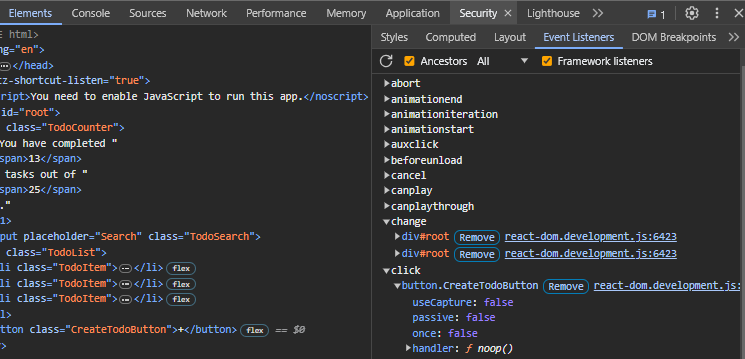 Elements Console Sources Network Performance Memory Application Security × Lighthouse >> 1
Styles Computed Layout Event Listeners DOM Breakpoints >>
Ancestors All Framework listeners
E html>
ng="en">
…</head>
cz-shortcut-listen="true">
cript>You need to enable JavaScript to run this app.</noscript>
id="root">
class="TodoCounter">
You have completed "
span>13</span>
tasks out of "
span>25</span>
."
1>
put placeholder="Search" class="TodoSearch">
class="TodoList">
li class="TodoItem">…</li> flex
li class="TodoItem">…</li> flex
li class="TodoItem">…</li> flex
l>
tton class="CreateTodoButton">+</button> flex == $0
>
abort
animationend
animationiteration
animationstart
auxclick
beforeunload
cancel
canplay
canplaythrough
change
div#root Remove react-dom.development.js:6423
div#root Remove react-dom.development.js:6423
click
button.CreateTodoButton Remove react-dom.development.js:
useCapture: false
passive: false
once: false
handler: ƒ noop()